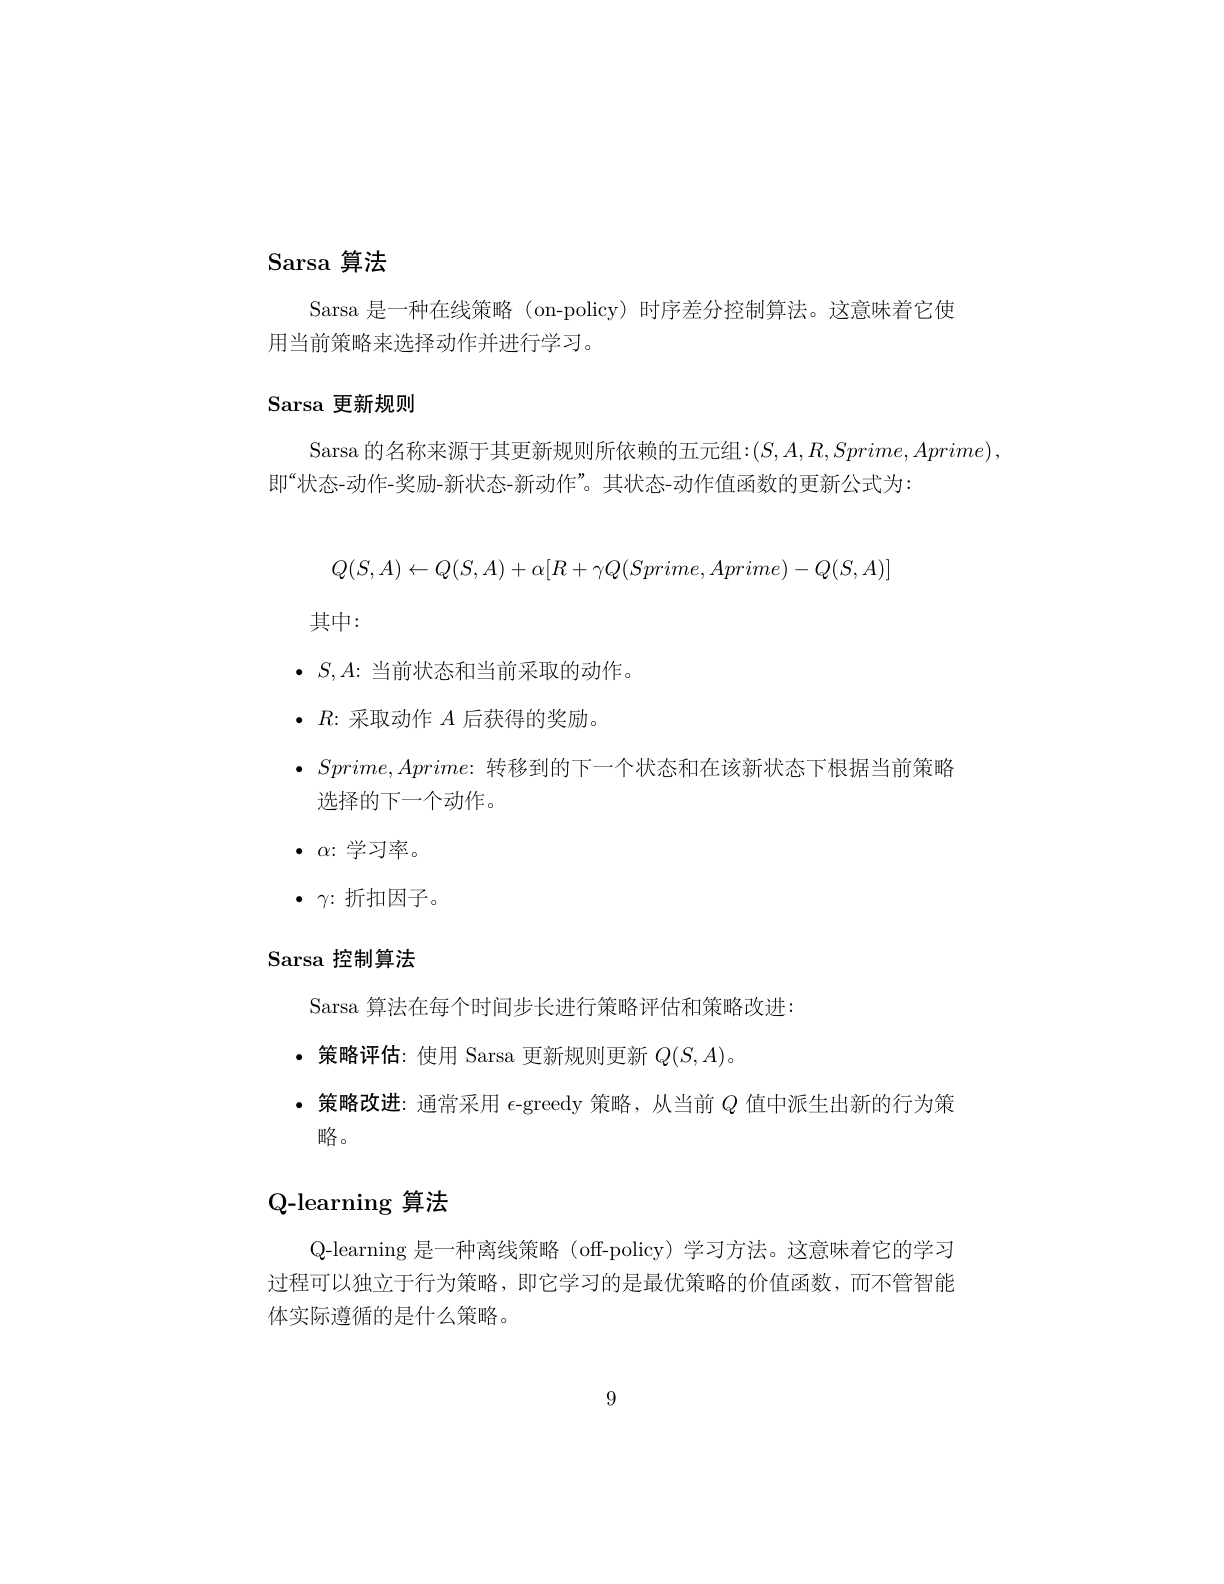 Sarsa 算法
Sarsa 是一种在线策略（on-policy）时序差分控制算法。这意味着它使
用当前策略来选择动作并进行学习。
Sarsa 更新规则
Sarsa 的名称来源于其更新规则所依赖的五元组：(S, A, R, Sprime, Aprime)，
即“状态-动作-奖励-新状态-新动作”。其状态-动作值函数的更新公式为：
Q(S, A) ← Q(S, A) + α[R + γQ(Sprime, Aprime) − Q(S, A)]
其中：
• S, A: 当前状态和当前采取的动作。
• R: 采取动作 A 后获得的奖励。
• Sprime, Aprime: 转移到的下一个状态和在该新状态下根据当前策略
选择的下一个动作。
• α: 学习率。
• γ: 折扣因子。
Sarsa 控制算法
Sarsa 算法在每个时间步长进行策略评估和策略改进：
• 策略评估: 使用 Sarsa 更新规则更新 Q(S, A)。
• 策略改进: 通常采用 ϵ-greedy 策略，从当前 Q 值中派生出新的行为策
略。
Q-learning 算法
Q-learning 是一种离线策略（off-policy）学习方法。这意味着它的学习
过程可以独立于行为策略，即它学习的是最优策略的价值函数，而不管智能
体实际遵循的是什么策略。
9